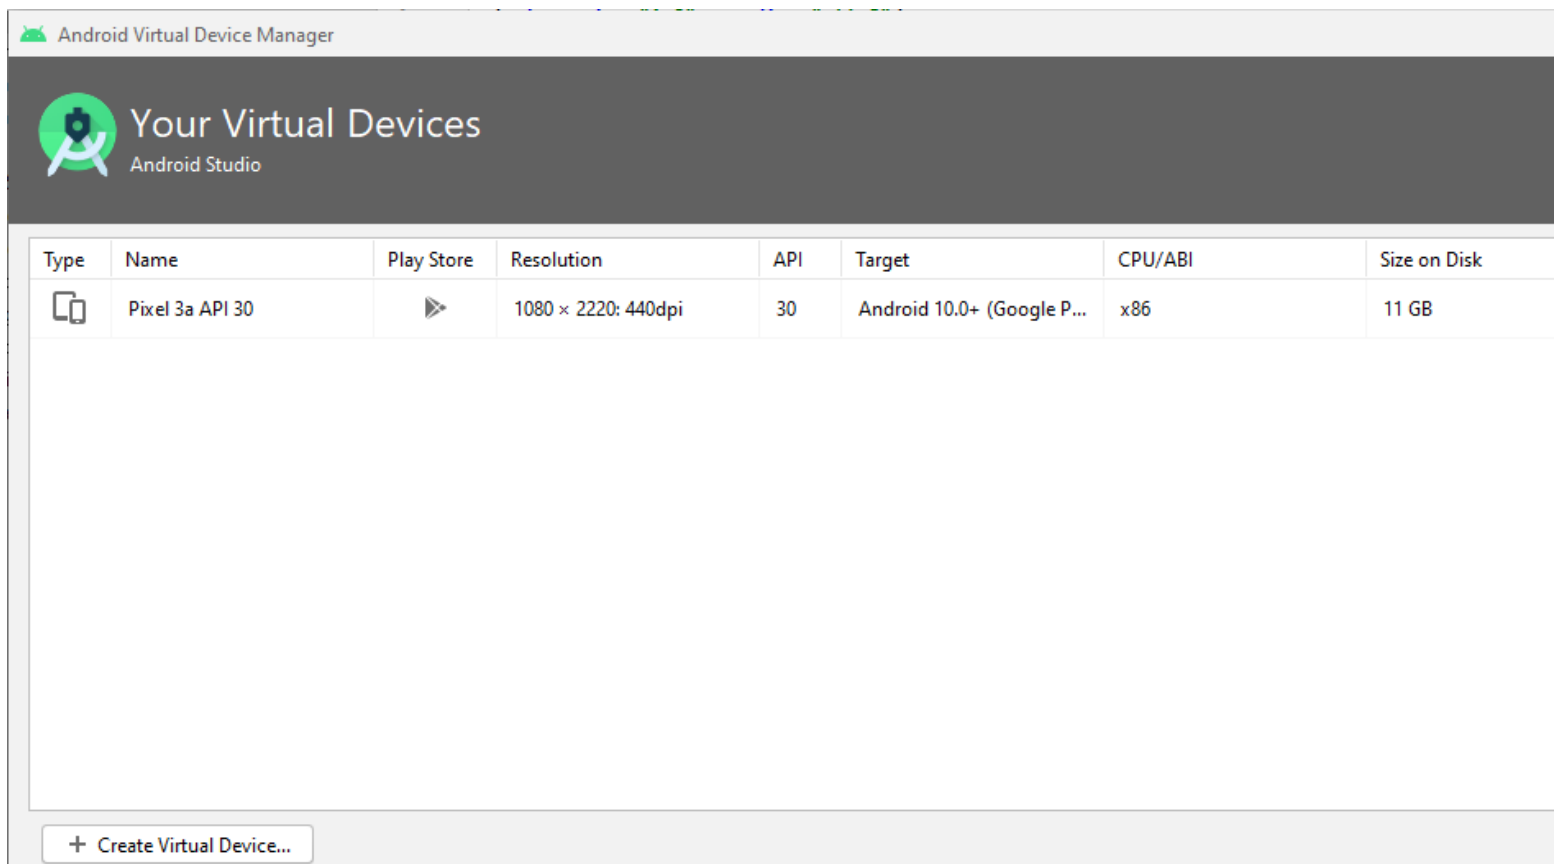 Android Virtual Device Manager
Your Virtual Devices
Android Studio
Type Name Play Store Resolution API Target CPU/ABI Size on Disk
Pixel 3a API 30 1080 × 2220: 440dpi 30 Android 10.0+ (Google P... x86 11 GB
+ Create Virtual Device...